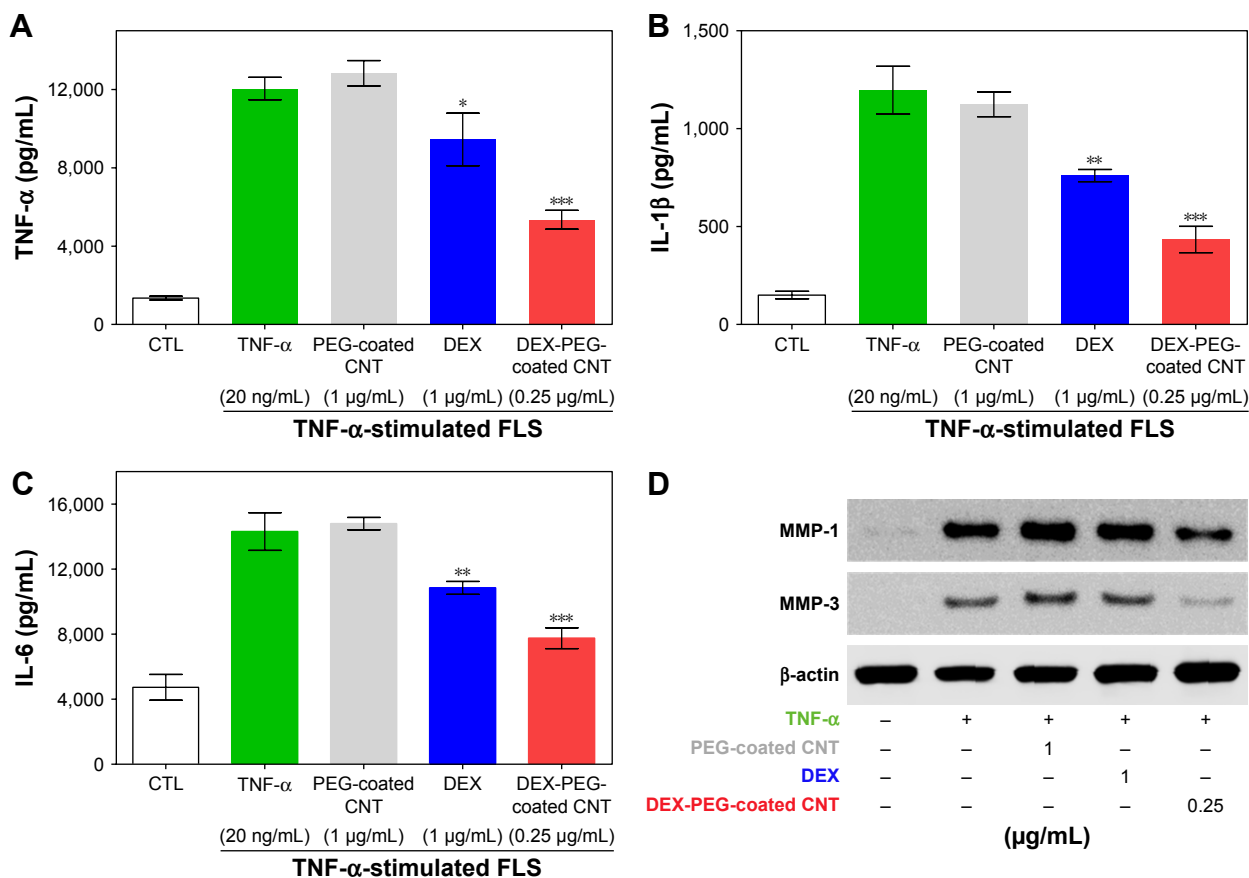 A
TNF-α (pg/mL)
12,000
8,000
4,000
0
*
***
CTL TNF-α PEG-coated CNT DEX DEX-PEG-coated CNT
(20 ng/mL) (1 µg/mL) (1 µg/mL) (0.25 µg/mL)
TNF-α-stimulated FLS
B
IL-1β (pg/mL)
1,500
1,000
500
0
**
***
CTL TNF-α PEG-coated CNT DEX DEX-PEG-coated CNT
(20 ng/mL) (1 µg/mL) (1 µg/mL) (0.25 µg/mL)
TNF-α-stimulated FLS
C
IL-6 (pg/mL)
16,000
12,000
8,000
4,000
0
**
***
CTL TNF-α PEG-coated CNT DEX DEX-PEG-coated CNT
(20 ng/mL) (1 µg/mL) (1 µg/mL) (0.25 µg/mL)
TNF-α-stimulated FLS
D
MMP-1
MMP-3
β-actin
TNF-α – + + + +
PEG-coated CNT – – 1 – –
DEX – – – 1 –
DEX-PEG-coated CNT – – – – 0.25
(µg/mL)